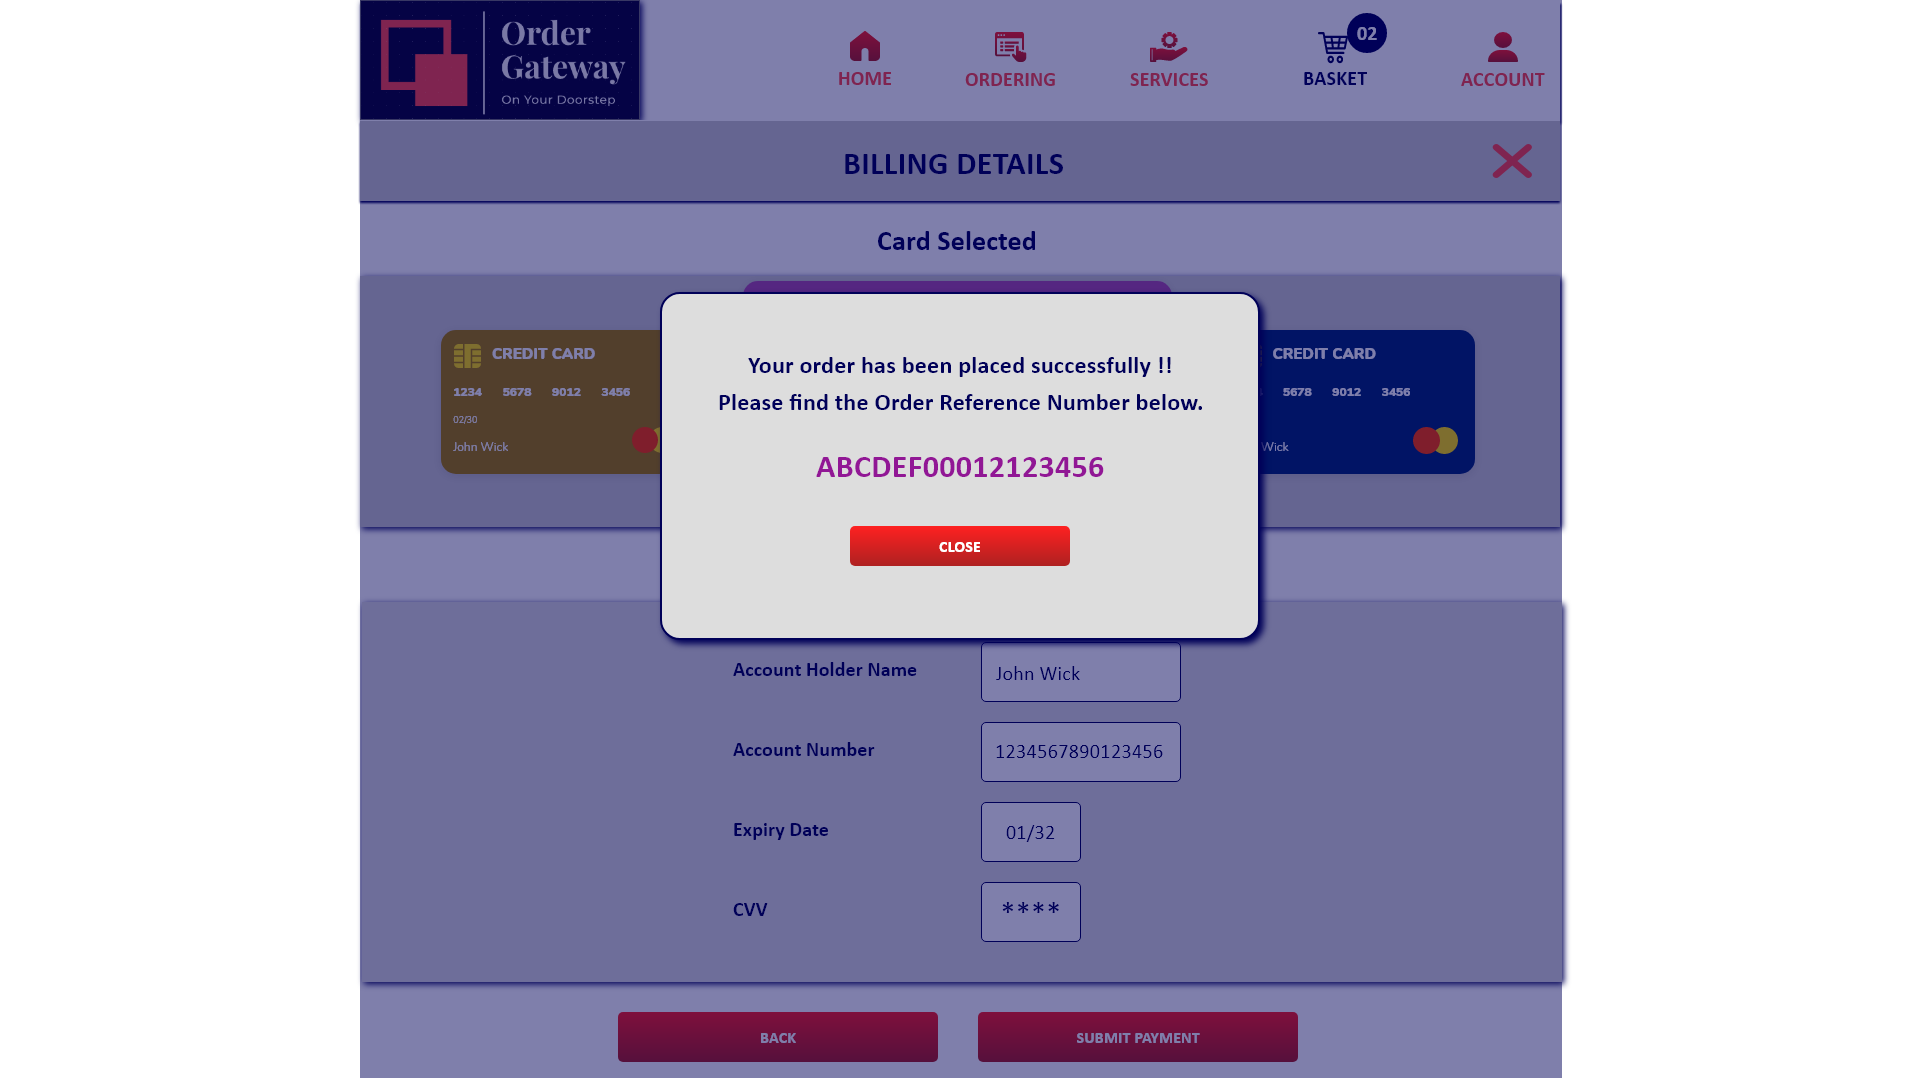 Order
Gateway
On Your Doorstep
HOME
ORDERING
SERVICES
BASKET
02
ACCOUNT
BILLING DETAILS
Card Selected
CREDIT CARD
1234 5678 9012 3456
02/30
John Wick
CREDIT CARD
5678 9012 3456
Wick
Your order has been placed successfully !!
Please find the Order Reference Number below.
ABCDEF00012123456
CLOSE
Account Holder Name
John Wick
Account Number
1234567890123456
Expiry Date
01/32
CVV
****
BACK
SUBMIT PAYMENT